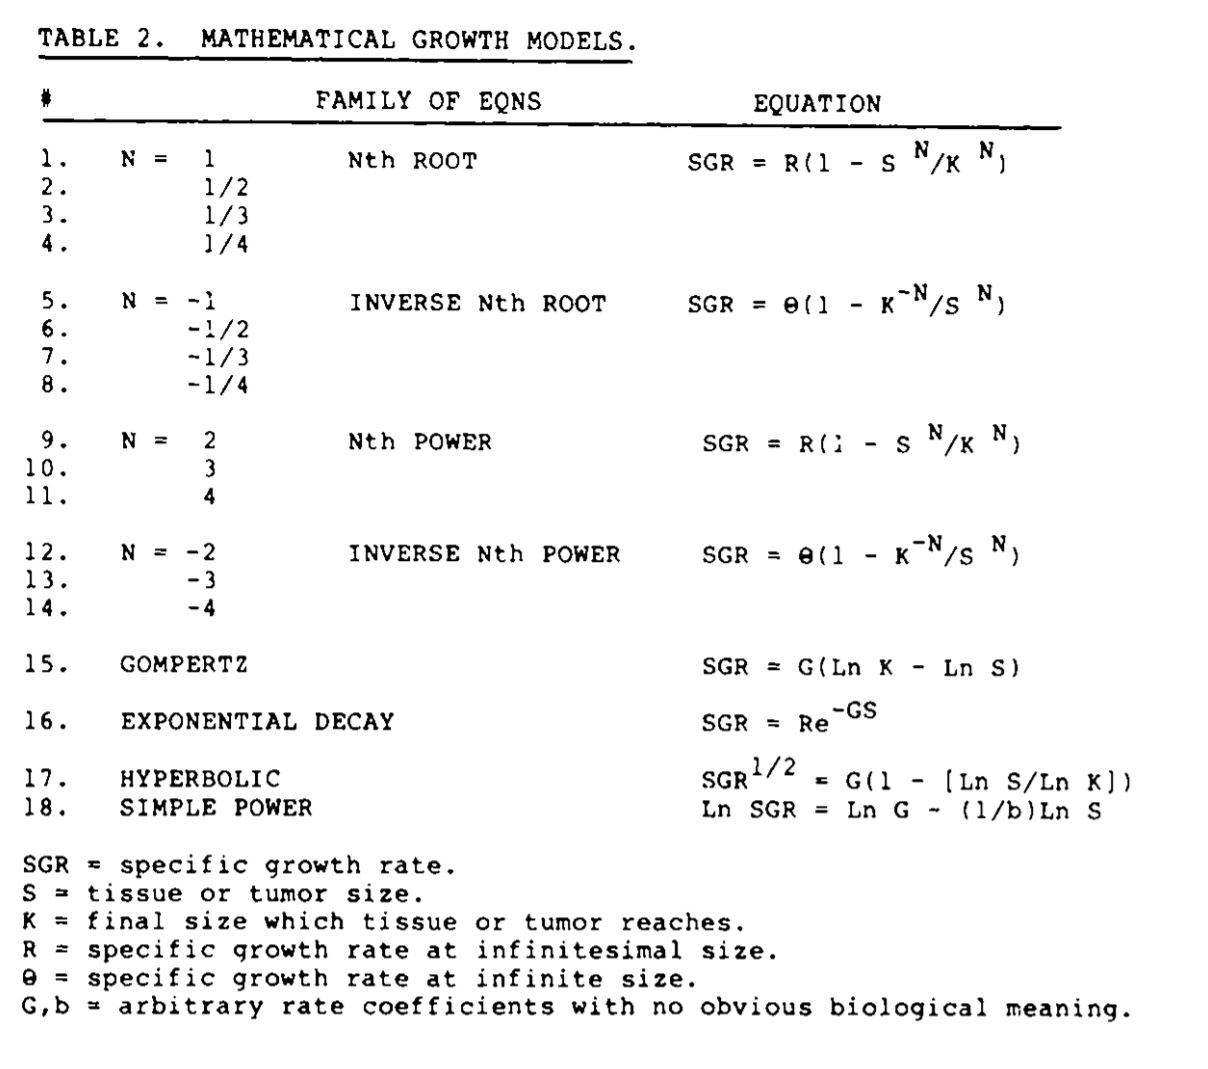 TABLE 2. MATHEMATICAL GROWTH MODELS.
# FAMILY OF EQNS EQUATION
1. N = 1 Nth ROOT SGR = R(1 - S N/K N)
2. 1/2
3. 1/3
4. 1/4
5. N = -1 INVERSE Nth ROOT SGR = θ(1 - K-N/S N)
6. -1/2
7. -1/3
8. -1/4
9. N = 2 Nth POWER SGR = R(1 - S N/K N)
10. 3
11. 4
12. N = -2 INVERSE Nth POWER SGR = θ(1 - K-N/S N)
13. -3
14. -4
15. GOMPERTZ SGR = G(Ln K - Ln S)
16. EXPONENTIAL DECAY SGR = Re-GS
17. HYPERBOLIC SGR1/2 = G(1 - [Ln S/Ln K])
18. SIMPLE POWER Ln SGR = Ln G - (1/b)Ln S
SGR = specific growth rate.
S = tissue or tumor size.
K = final size which tissue or tumor reaches.
R = specific growth rate at infinitesimal size.
θ = specific growth rate at infinite size.
G,b = arbitrary rate coefficients with no obvious biological meaning.